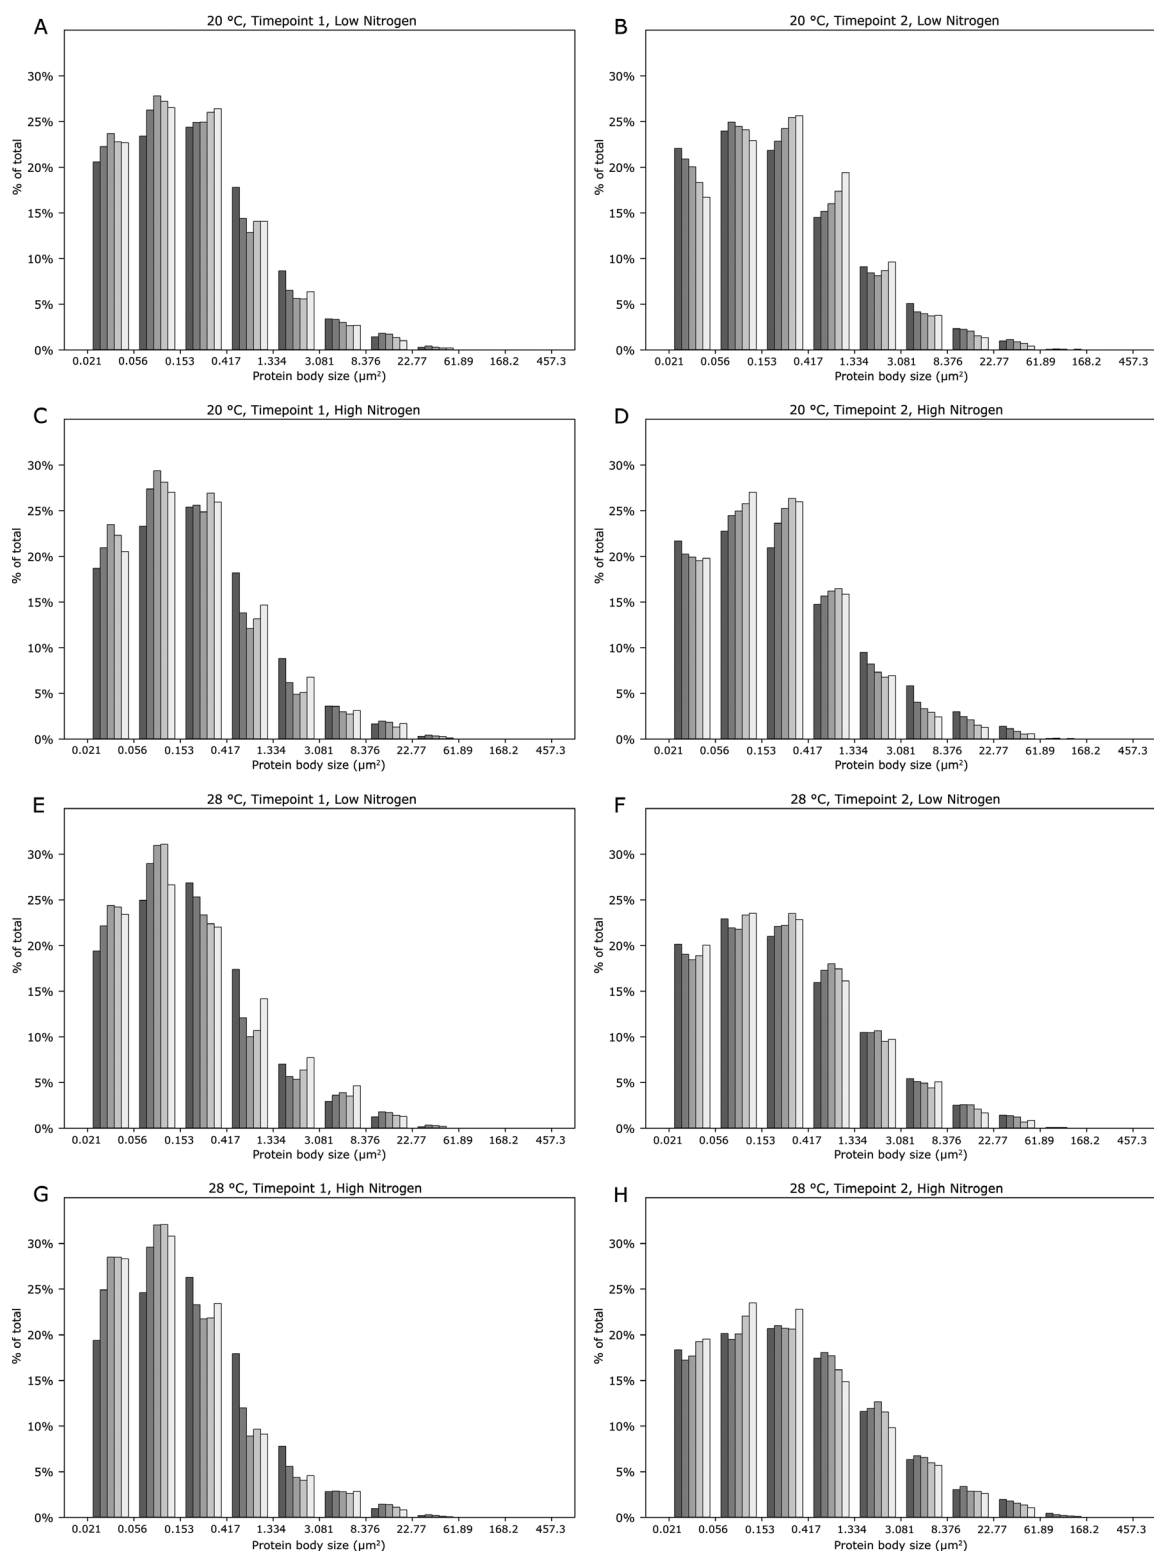 A
20 °C, Timepoint 1, Low Nitrogen
30%
25%
20%
15%
10%
5%
0%
% of total
0.021 0.056 0.153 0.417 1.334 3.081 8.376 22.77 61.89 168.2 457.3
Protein body size (µm²)
B
20 °C, Timepoint 2, Low Nitrogen
30%
25%
20%
15%
10%
5%
0%
% of total
0.021 0.056 0.153 0.417 1.334 3.081 8.376 22.77 61.89 168.2 457.3
Protein body size (µm²)
C
20 °C, Timepoint 1, High Nitrogen
30%
25%
20%
15%
10%
5%
0%
% of total
0.021 0.056 0.153 0.417 1.334 3.081 8.376 22.77 61.89 168.2 457.3
Protein body size (µm²)
D
20 °C, Timepoint 2, High Nitrogen
30%
25%
20%
15%
10%
5%
0%
% of total
0.021 0.056 0.153 0.417 1.334 3.081 8.376 22.77 61.89 168.2 457.3
Protein body size (µm²)
E
28 °C, Timepoint 1, Low Nitrogen
30%
25%
20%
15%
10%
5%
0%
% of total
0.021 0.056 0.153 0.417 1.334 3.081 8.376 22.77 61.89 168.2 457.3
Protein body size (µm²)
F
28 °C, Timepoint 2, Low Nitrogen
30%
25%
20%
15%
10%
5%
0%
% of total
0.021 0.056 0.153 0.417 1.334 3.081 8.376 22.77 61.89 168.2 457.3
Protein body size (µm²)
G
28 °C, Timepoint 1, High Nitrogen
30%
25%
20%
15%
10%
5%
0%
% of total
0.021 0.056 0.153 0.417 1.334 3.081 8.376 22.77 61.89 168.2 457.3
Protein body size (µm²)
H
28 °C, Timepoint 2, High Nitrogen
30%
25%
20%
15%
10%
5%
0%
% of total
0.021 0.056 0.153 0.417 1.334 3.081 8.376 22.77 61.89 168.2 457.3
Protein body size (µm²)